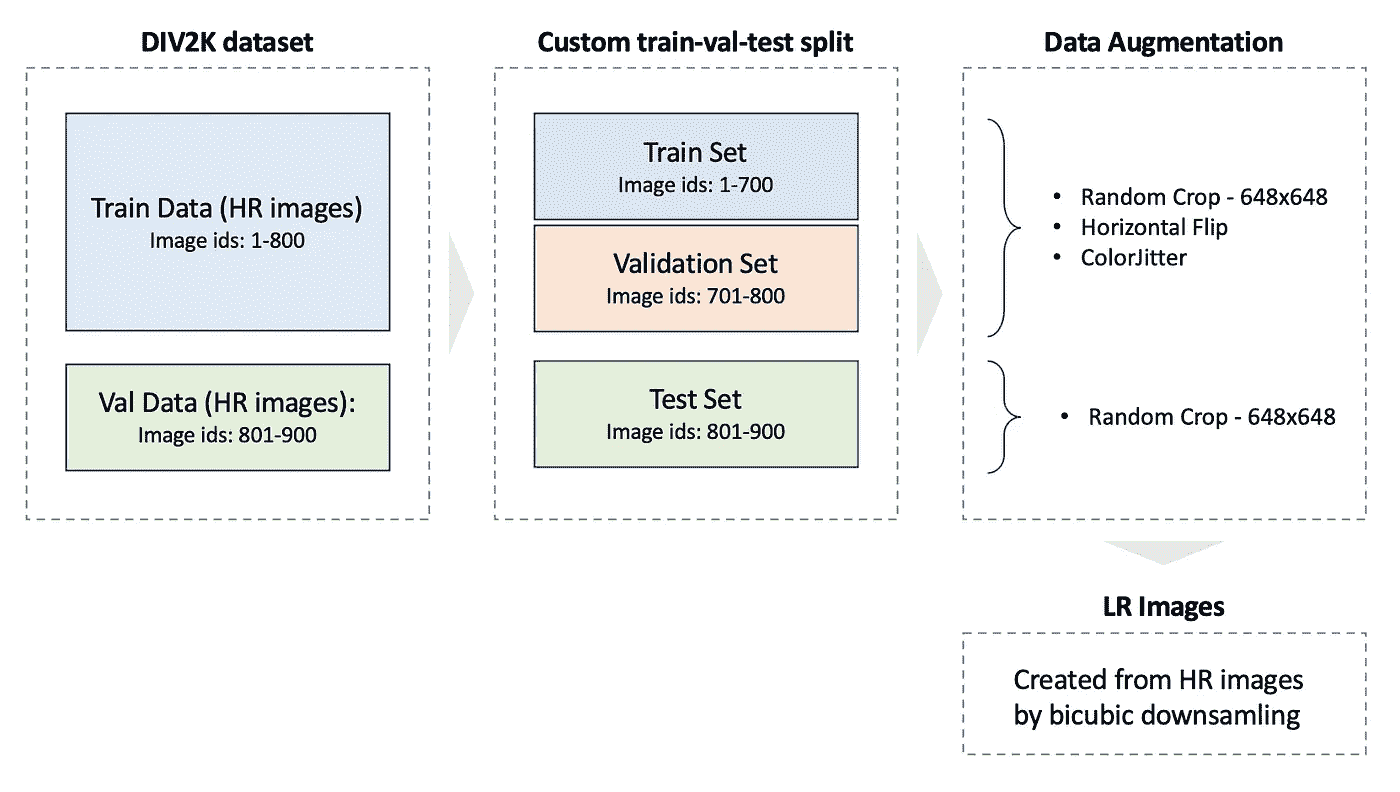 DIV2K dataset
Train Data (HR images)
Image ids: 1-800
Val Data (HR images):
Image ids: 801-900
Custom train-val-test split
Train Set
Image ids: 1-700
Validation Set
Image ids: 701-800
Test Set
Image ids: 801-900
Data Augmentation
• Random Crop - 648x648
• Horizontal Flip
• ColorJitter
• Random Crop - 648x648
LR Images
Created from HR images
by bicubic downsamling